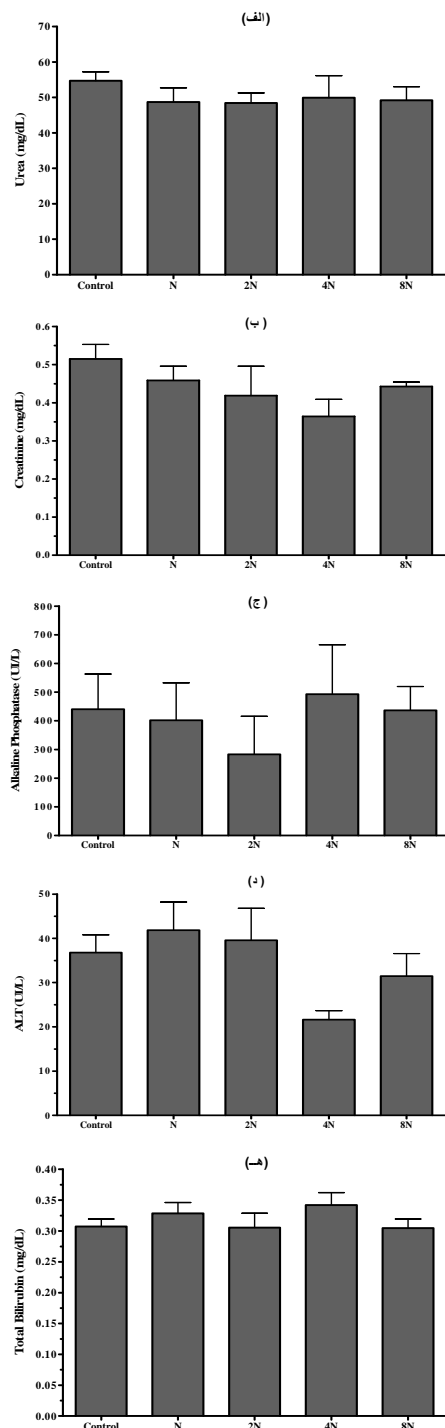 (الف)
Urea (mg/dL)
70
60
50
40
30
20
10
0
Control N 2N 4N 8N
(ب)
Creatinine (mg/dL)
0.6
0.5
0.4
0.3
0.2
0.1
0.0
Control N 2N 4N 8N
(ج)
Alkaline Phosphatase (UI/L)
800
700
600
500
400
300
200
100
0
Control N 2N 4N 8N
(د)
ALT (UI/L)
50
40
30
20
10
0
Control N 2N 4N 8N
(هـ)
Total Bilirubin (mg/dL)
0.40
0.35
0.30
0.25
0.20
0.15
0.10
0.05
0.00
Control N 2N 4N 8N